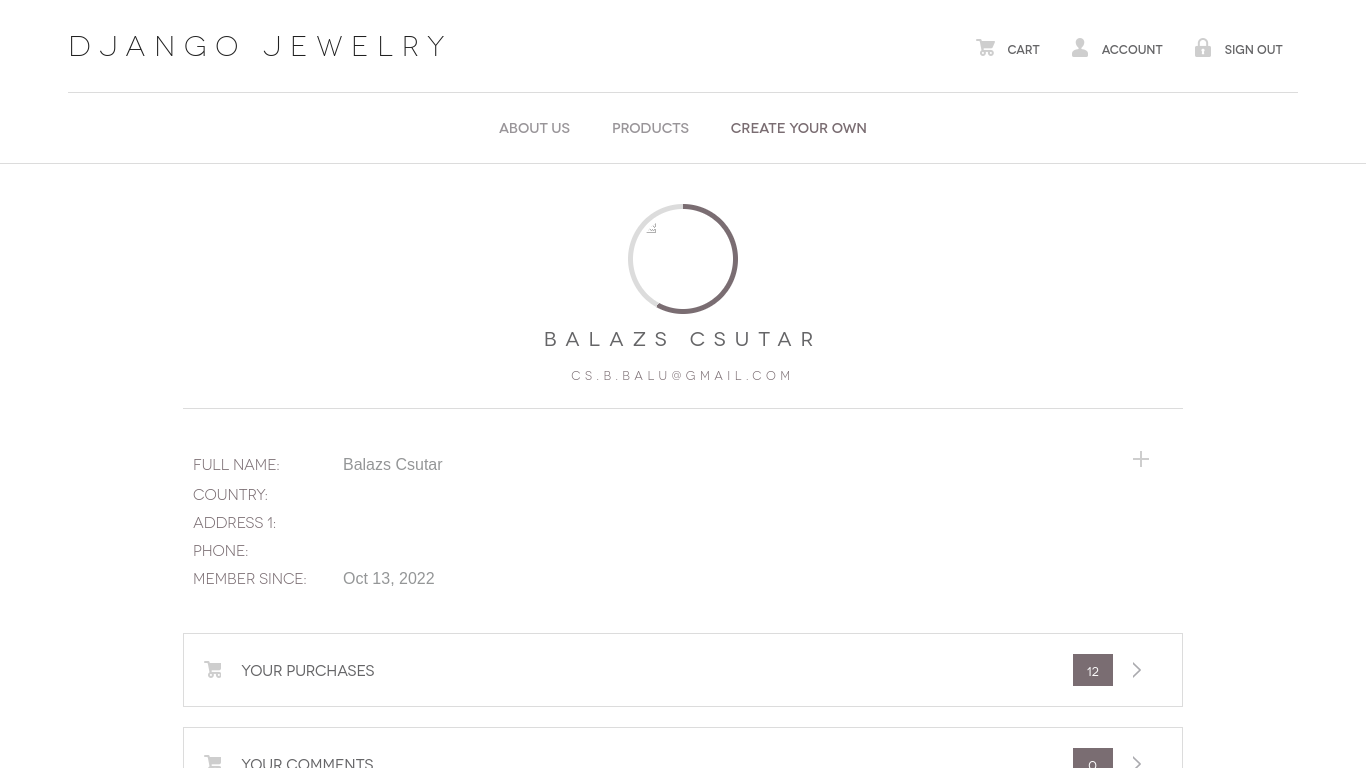 DJANGO JEWELRY
CART
ACCOUNT
SIGN OUT
ABOUT US
PRODUCTS
CREATE YOUR OWN
BALAZS CSUTAR
CS.B.BALU@GMAIL.COM
FULL NAME: Balazs Csutar
COUNTRY:
ADDRESS 1:
PHONE:
MEMBER SINCE: Oct 13, 2022
YOUR PURCHASES 12
YOUR COMMENTS 0